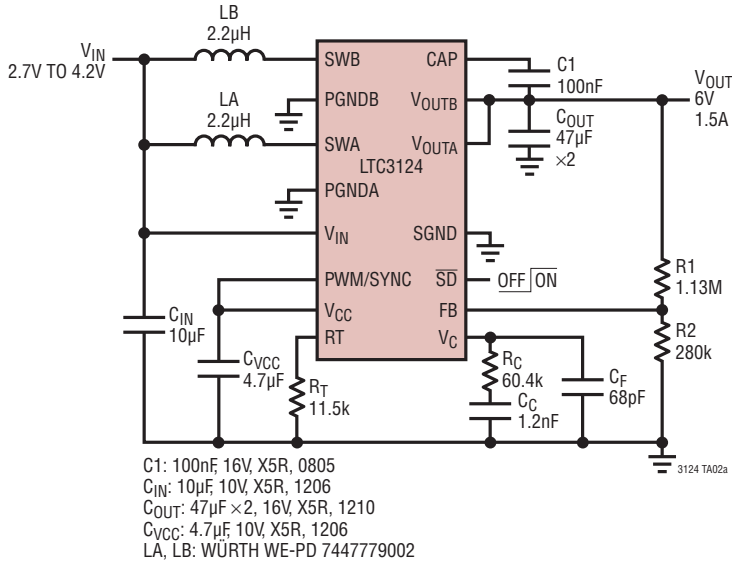 LB
2.2µH
VIN
2.7V TO 4.2V
LA
2.2µH
SWB
PGNDB
SWA
PGNDA
VIN
PWM/SYNC
VCC
RT
LTC3124
CAP
VOUTB
VOUTA
SGND
SD
FB
VC
C1
100nF
VOUT
6V
1.5A
COUT
47µF
×2
OFF ON
R1
1.13M
R2
280k
CIN
10µF
CVCC
4.7µF
RT
11.5k
RC
60.4k
CC
1.2nF
CF
68pF
3124 TA02a
C1: 100nF, 16V, X5R, 0805
CIN: 10µF, 10V, X5R, 1206
COUT: 47µF ×2, 16V, X5R, 1210
CVCC: 4.7µF, 10V, X5R, 1206
LA, LB: WÜRTH WE-PD 7447779002